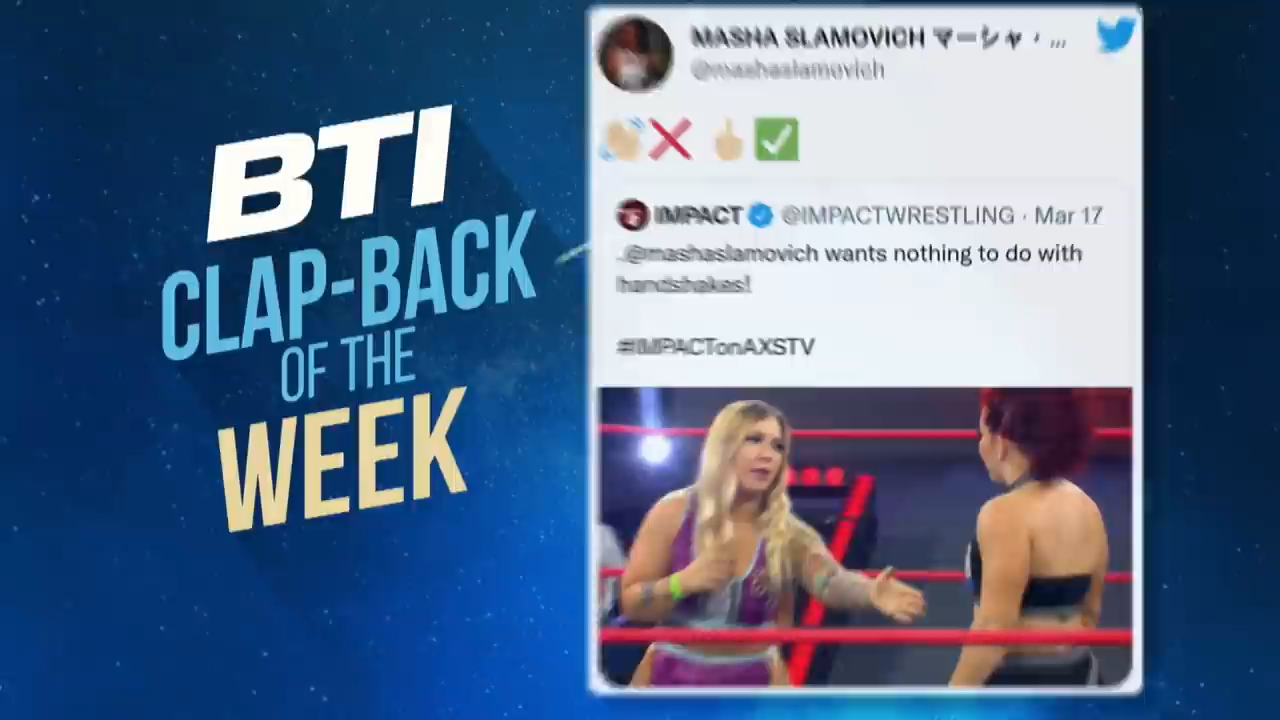 BTI
CLAP-BACK
OF THE
WEEK
MASHA SLAMOVICH マーシャ・...
@mashaslamovich
IMPACT @IMPACTWRESTLING · Mar 17
.@mashaslamovich wants nothing to do with
handshakes!
#IMPACTonAXSTV